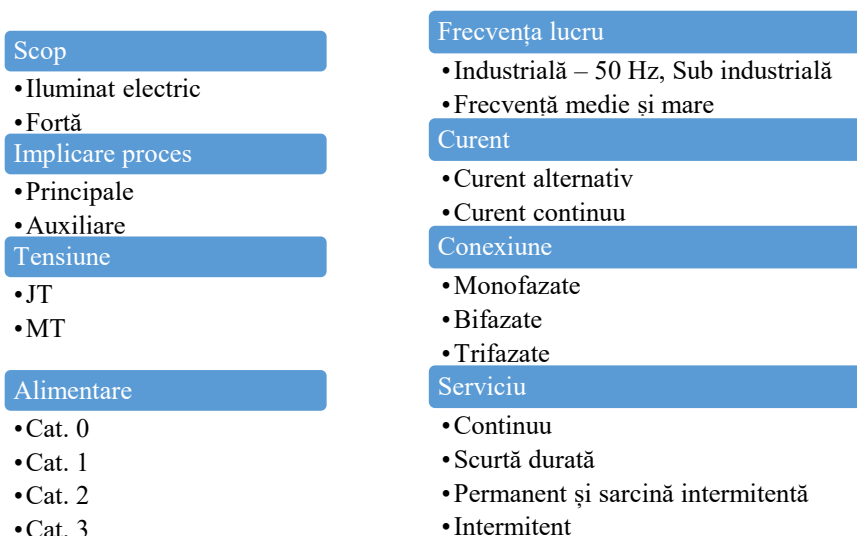 Scop
•Iluminat electric
•Fortă
Implicare proces
•Principale
•Auxiliare
Tensiune
•JT
•MT
Alimentare
•Cat. 0
•Cat. 1
•Cat. 2
•Cat. 3
Frecvența lucru
•Industrială – 50 Hz, Sub industrială
•Frecvență medie și mare
Curent
•Curent alternativ
•Curent continuu
Conexiune
•Monofazate
•Bifazate
•Trifazate
Serviciu
•Continuu
•Scurtă durată
•Permanent și sarcină intermitentă
•Intermitent